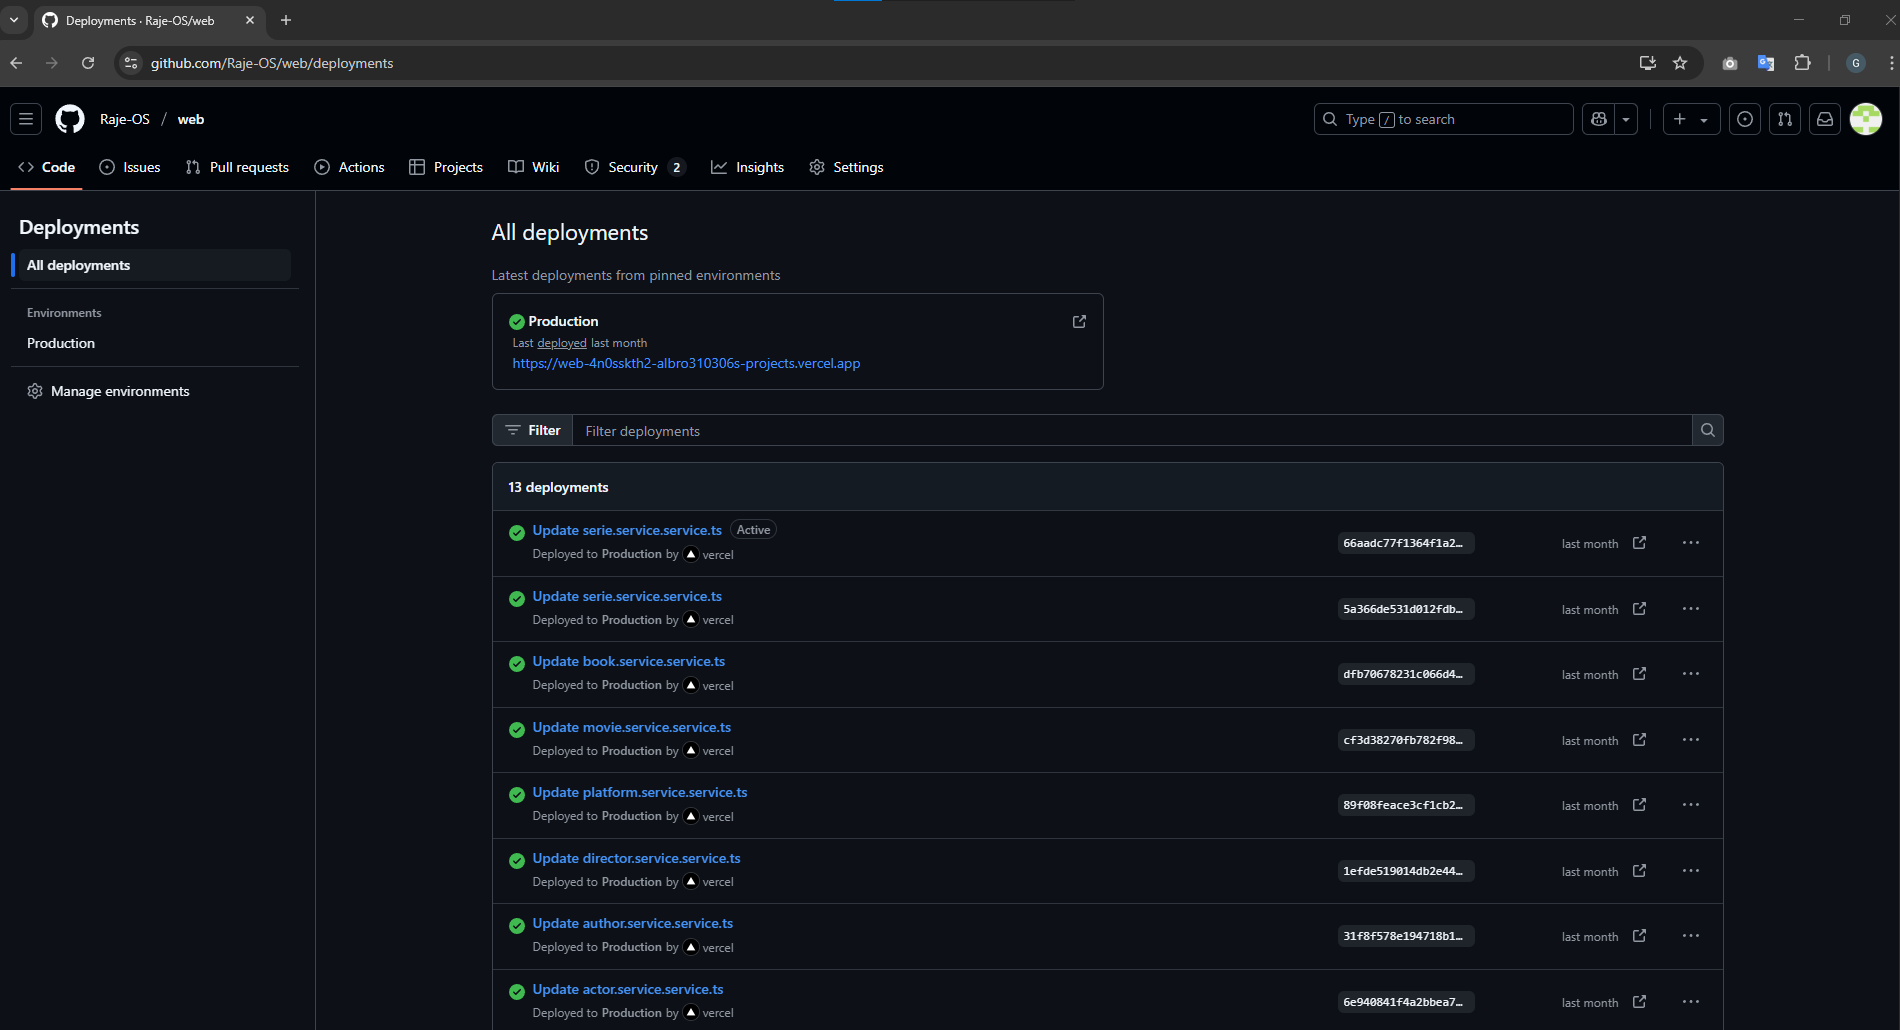 Deployments · Raje-OS/web
github.com/Raje-OS/web/deployments
G
Raje-OS / web
Type / to search
Code
Issues
Pull requests
Actions
Projects
Wiki
Security 2
Insights
Settings
Deployments
All deployments
Environments
Production
Manage environments
All deployments
Latest deployments from pinned environments
Production
Last deployed last month
https://web-4n0sskth2-albro310306s-projects.vercel.app
Filter
Filter deployments
13 deployments
Update serie.service.service.ts Active
Deployed to Production by vercel
66aadc77f1364f1a2…
last month
Update serie.service.service.ts
Deployed to Production by vercel
5a366de531d012fdb…
last month
Update book.service.service.ts
Deployed to Production by vercel
dfb70678231c066d4…
last month
Update movie.service.service.ts
Deployed to Production by vercel
cf3d38270fb782f98…
last month
Update platform.service.service.ts
Deployed to Production by vercel
89f08feace3cf1cb2…
last month
Update director.service.service.ts
Deployed to Production by vercel
1efde519014db2e44…
last month
Update author.service.service.ts
Deployed to Production by vercel
31f8f578e194718b1…
last month
Update actor.service.service.ts
Deployed to Production by vercel
6e940841f4a2bbea7…
last month